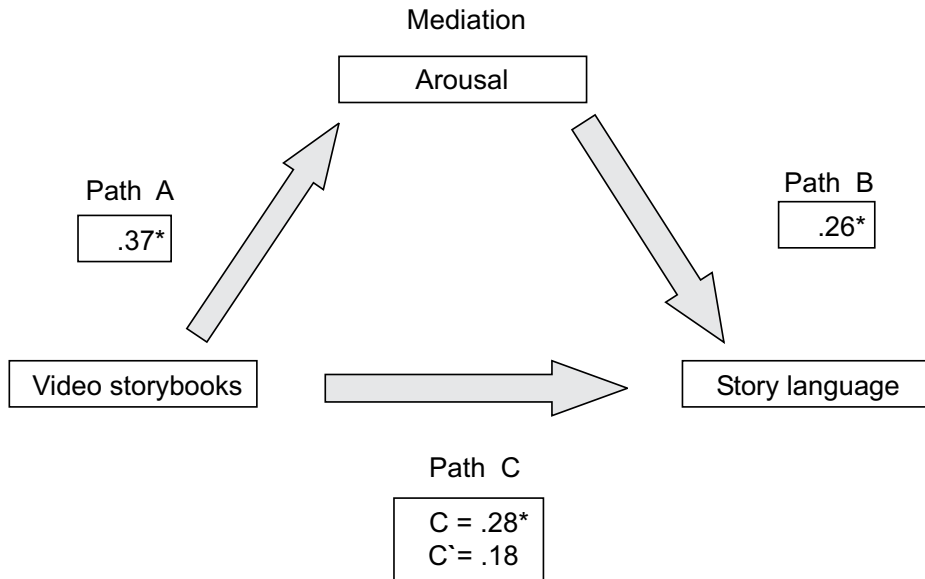 Mediation
Arousal
Path A
.37*
Path B
.26*
Video storybooks
Story language
Path C
C = .28*
C`= .18